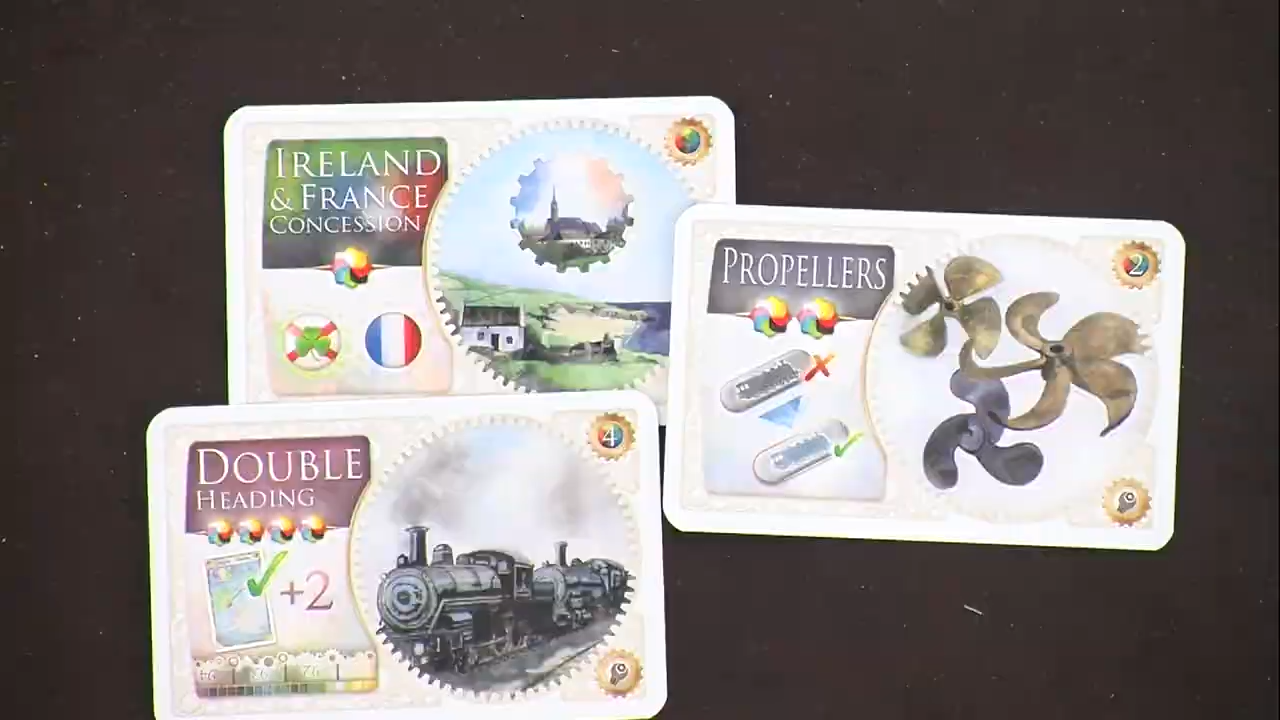 IRELAND
& FRANCE
CONCESSION
PROPELLERS
2
DOUBLE
HEADING
4
+2